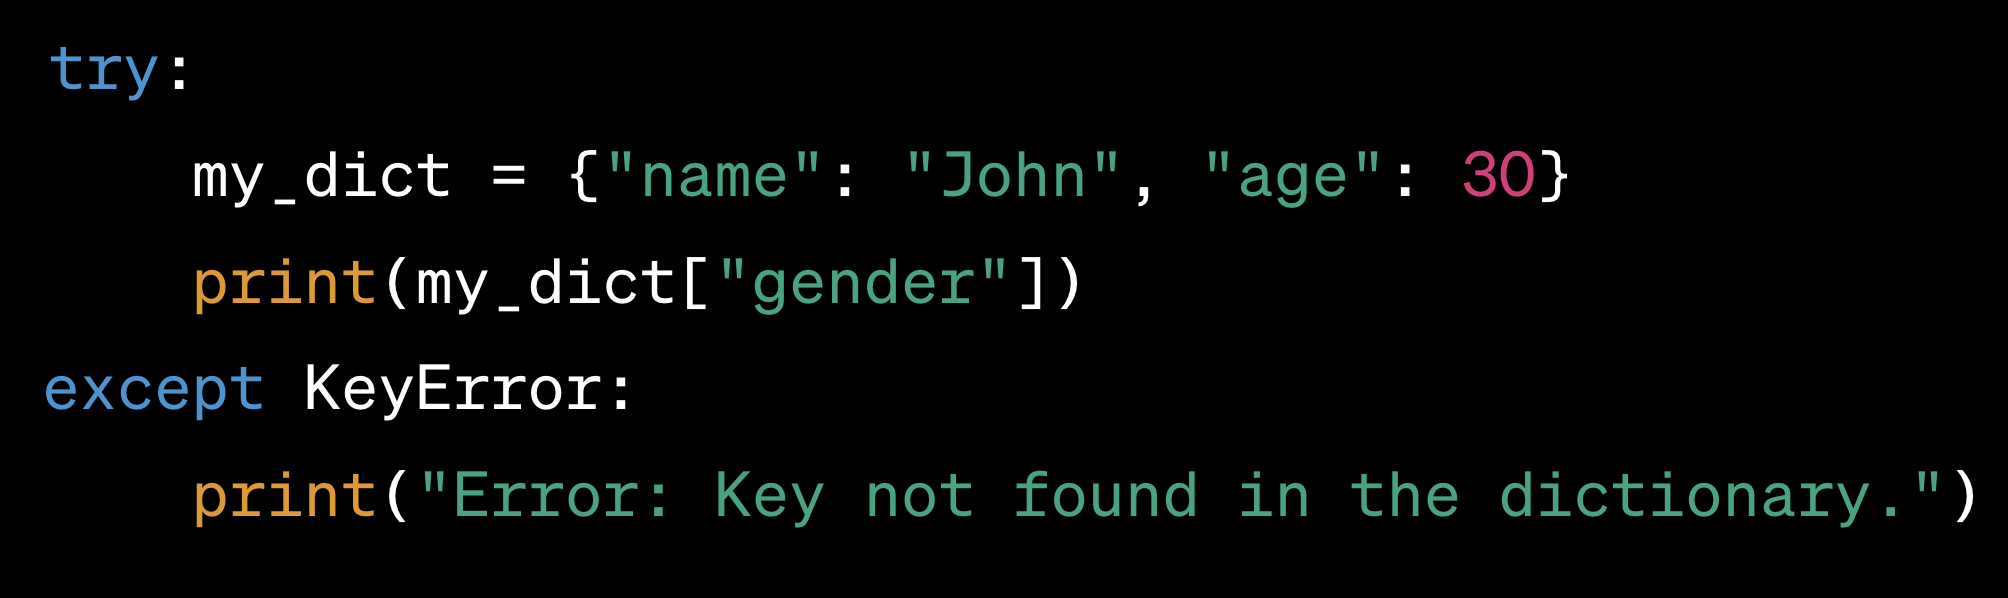 try:
    my_dict = {"name": "John", "age": 30}
    print(my_dict["gender"])
except KeyError:
    print("Error: Key not found in the dictionary.")